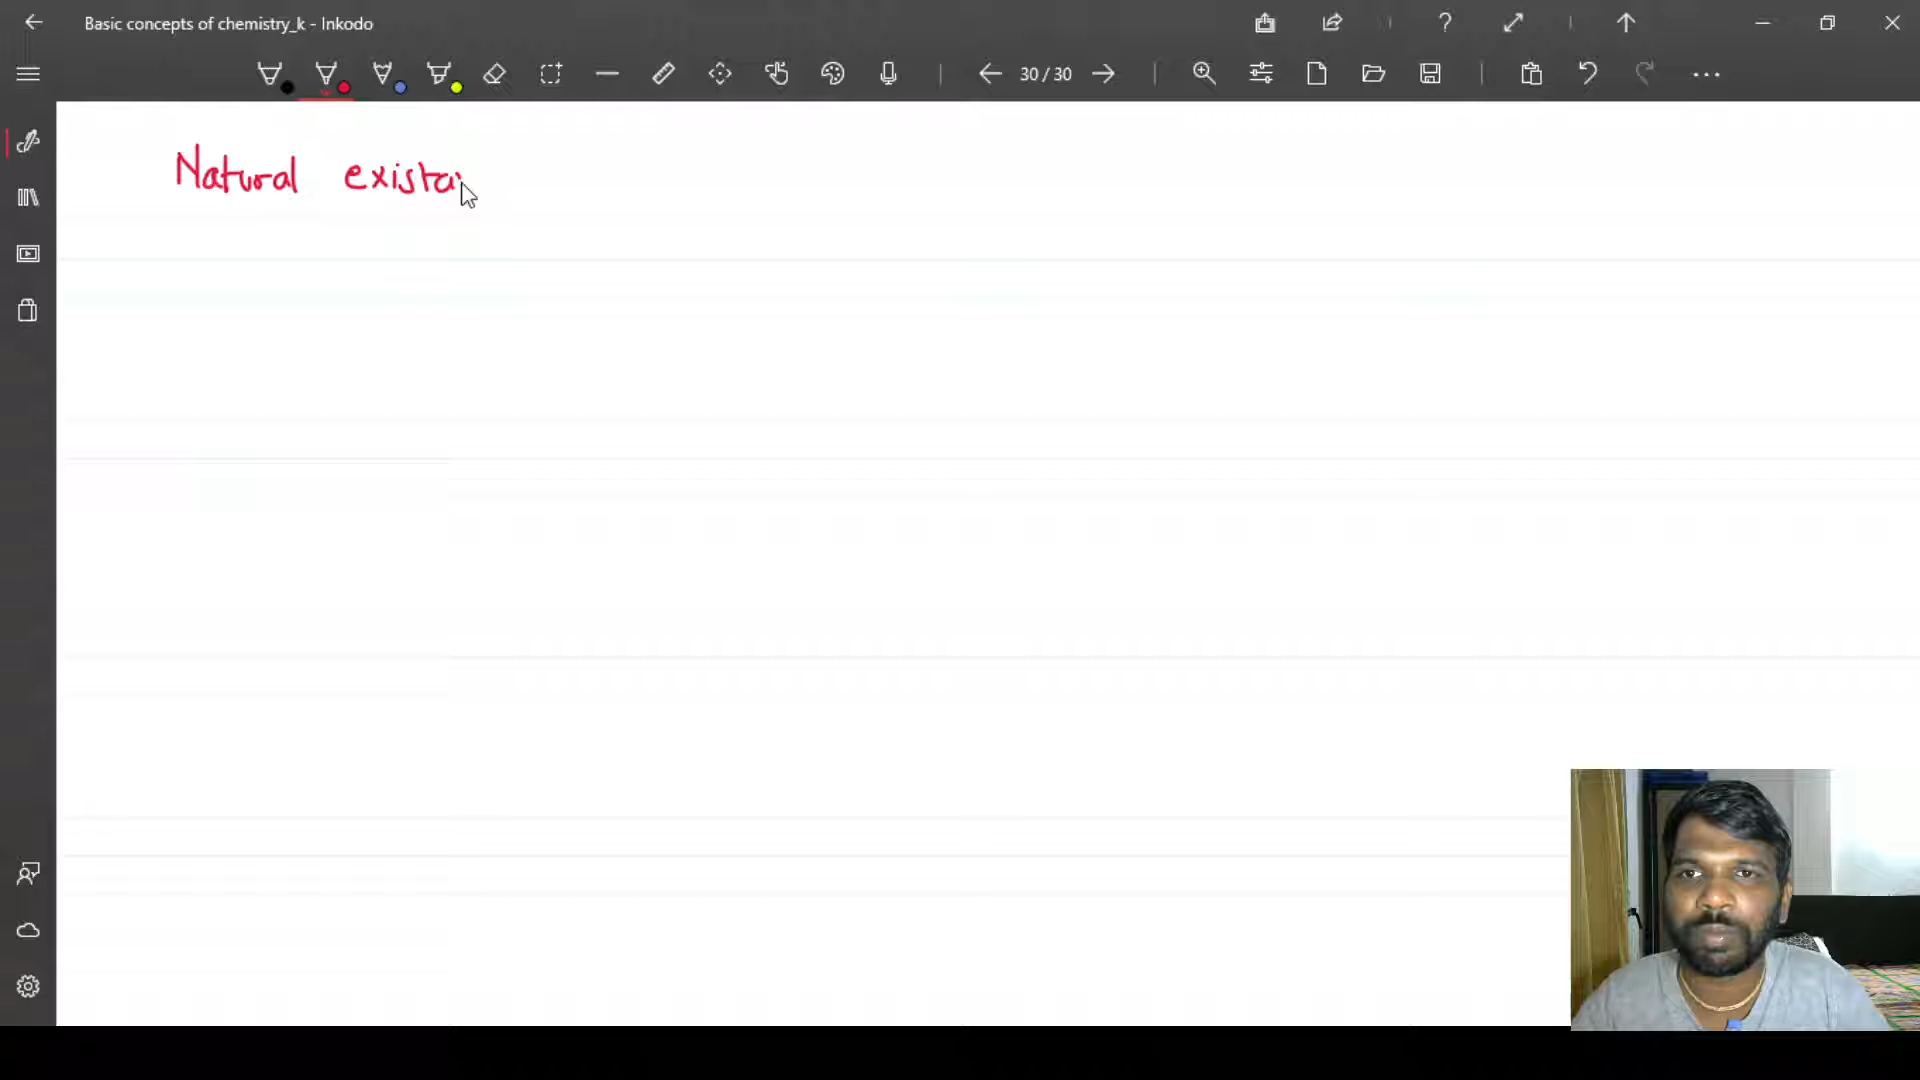 Basic concepts of chemistry_k - Inkodo
30 / 30
Natural exista